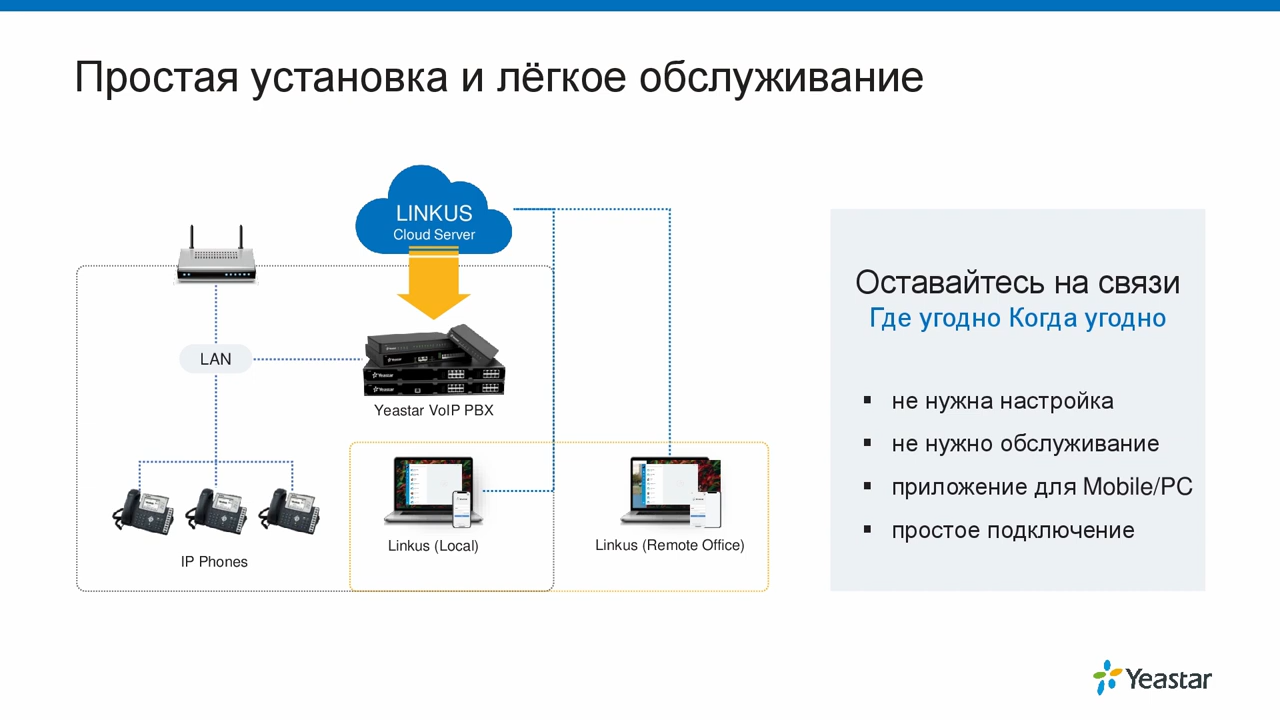 Простая установка и лёгкое обслуживание
LINKUS
Cloud Server
LAN
Yeastar
Yeastar
Yeastar VoIP PBX
IP Phones
Linkus (Local)
Linkus (Remote Office)
Оставайтесь на связи
Где угодно Когда угодно
▪ не нужна настройка
▪ не нужно обслуживание
▪ приложение для Mobile/PC
▪ простое подключение
Yeastar